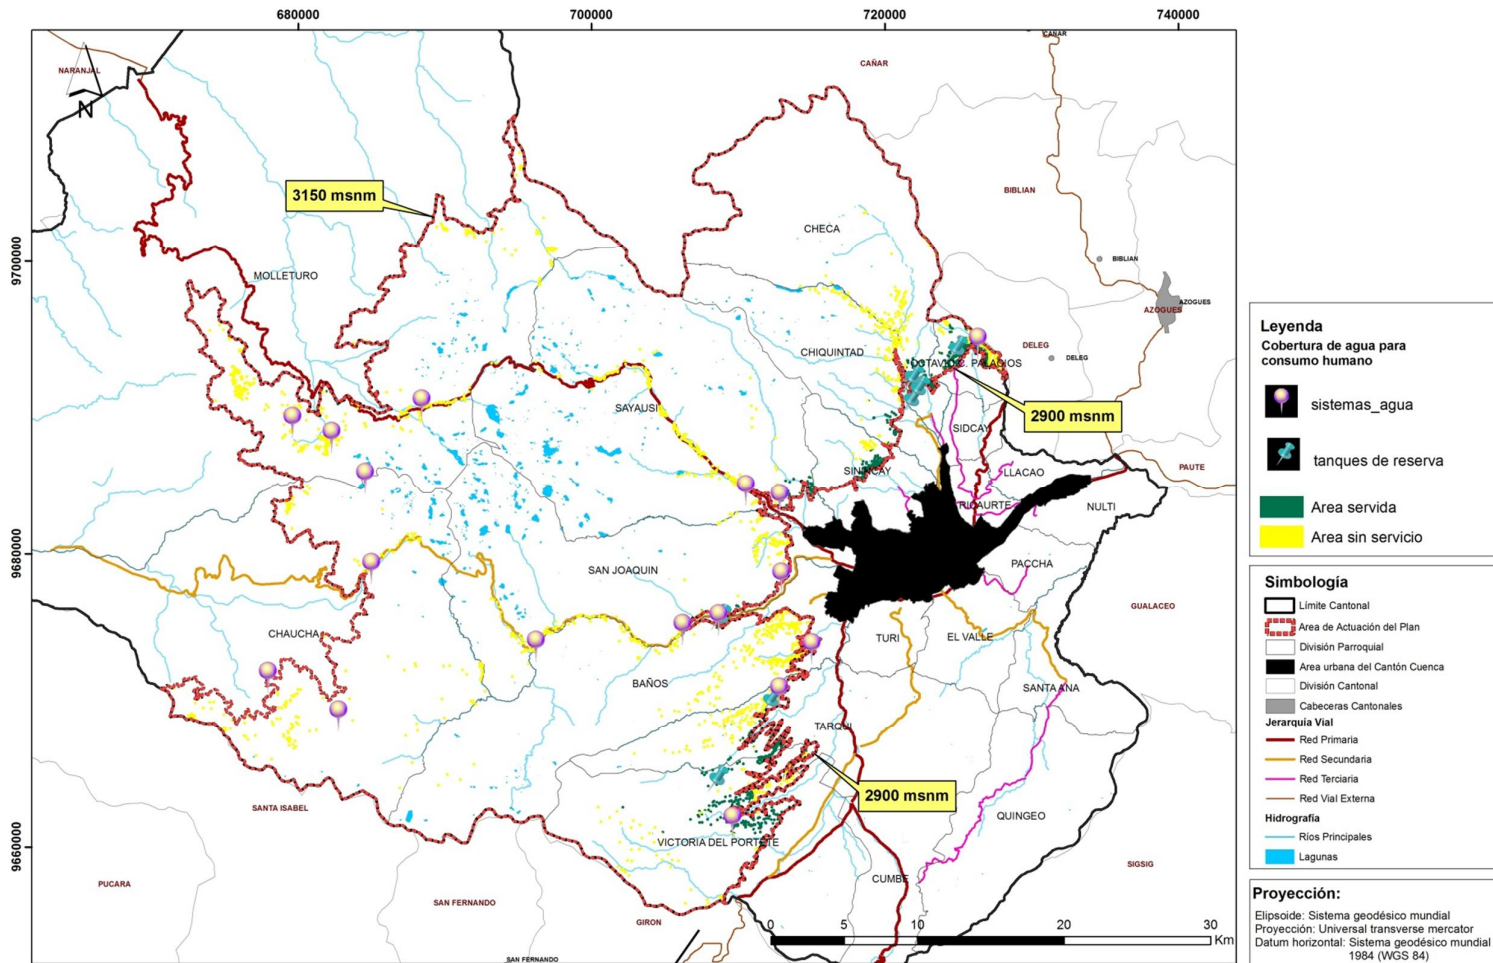 680000
700000
720000
740000
CAÑAR
NARANJAL
N
CAÑAR
3150 msnm
BIBLIAN
CHECA
9700000
BIBLIAN
MOLLETURO
AZOGUES
AZOGUES
DELEG
DELEG
CHIQUINTAD
OCTAVIO C. PALACIOS
2900 msnm
SAYAUSI
SIDCAY
SININCAY
LLACAO
PAUTE
RICAURTE
NULTI
9680000
SAN JOAQUIN
PACCHA
GUALACEO
CHAUCHA
TURI
EL VALLE
BAÑOS
SANTA ANA
TARQUI
2900 msnm
SANTA ISABEL
QUINGEO
VICTORIA DEL PORTETE
9660000
SIGSIG
PUCARA
CUMBE
SAN FERNANDO
GIRON
0 5 10 20 30
Km
SAN FERNANDO
Leyenda
Cobertura de agua para
consumo humano
sistemas_agua
tanques de reserva
Area servida
Area sin servicio
Simbología
Límite Cantonal
Area de Actuación del Plan
División Parroquial
Area urbana del Cantón Cuenca
División Cantonal
Cabeceras Cantonales
Jerarquía Vial
Red Primaria
Red Secundaria
Red Terciaria
Red Vial Externa
Hidrografía
Ríos Principales
Lagunas
Proyección:
Elipsoide: Sistema geodésico mundial
Proyección: Universal transverse mercator
Datum horizontal: Sistema geodésico mundial
1984 (WGS 84)